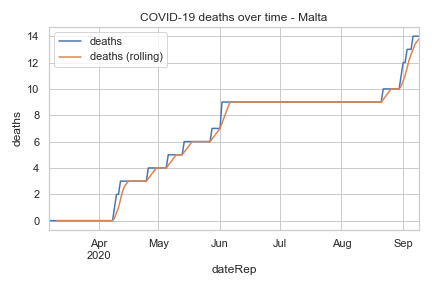 COVID-19 deaths over time - Malta
deaths
deaths (rolling)
deaths
14
12
10
8
6
4
2
0
Apr
2020
May
Jun
Jul
Aug
Sep
dateRep